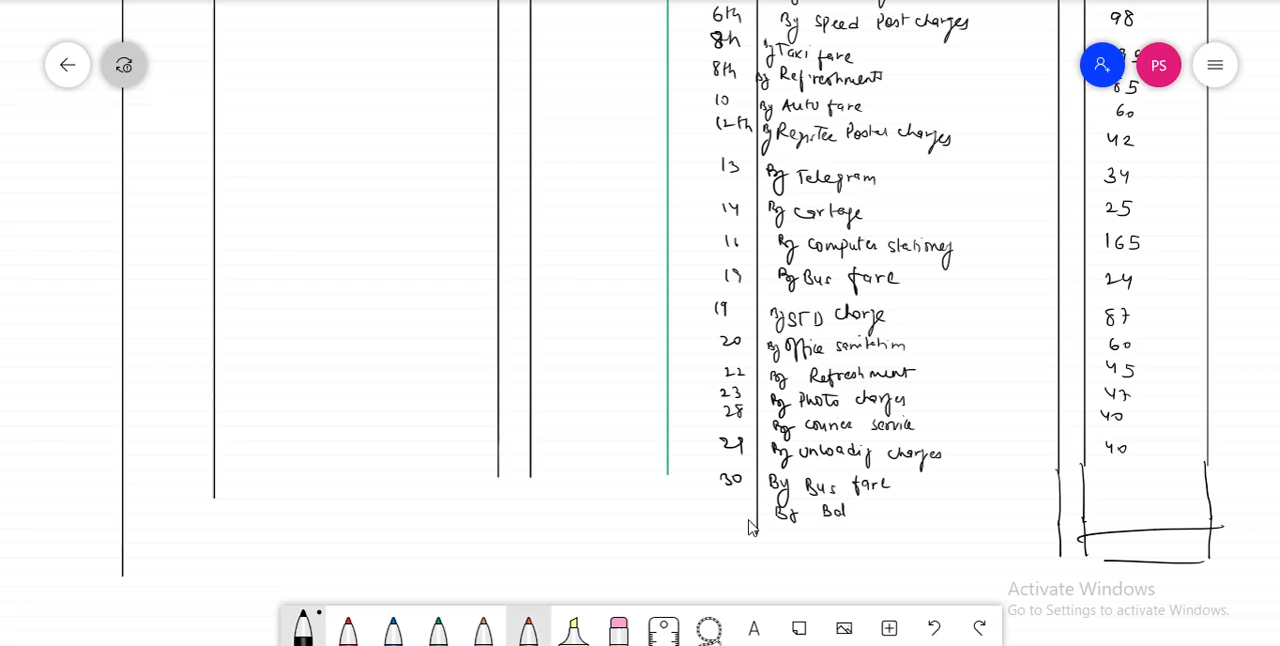 6th By Speed Post charges 98
8th By Taxi fare
8th By Refreshments 85
10 By Auto fare 60
12th By Register Postal charges 42
13 By Telegram 34
14 By cartage 25
16 By computer stationey 165
19 By Bus fare 24
19 By STD charge 87
20 By office sanitation 60
22 By Refreshment 45
23 By Photo charges 47
28 By courier service 40
29 By unloadig charges 40
30 By Bus fare
By Bal
PS
A
Activate Windows
Go to Settings to activate Windows.